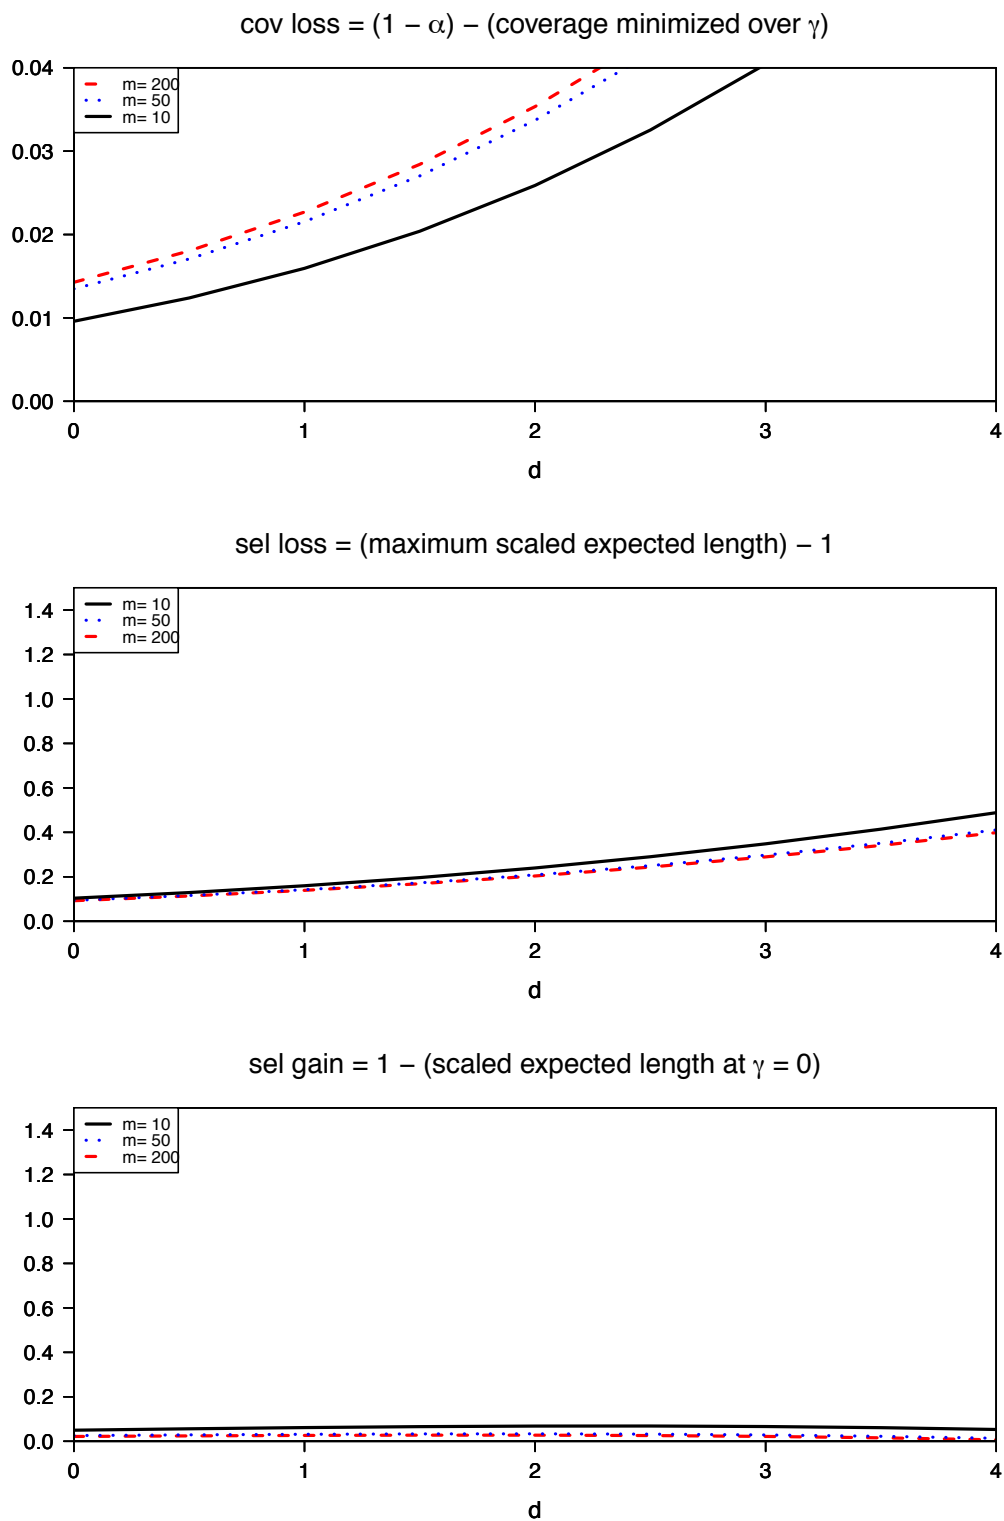 cov loss = (1 − α) − (coverage minimized over γ)
0.04
0.03
0.02
0.01
0.00
m= 200
m= 50
m= 10
0 1 2 3 4
d
sel loss = (maximum scaled expected length) − 1
1.4
1.2
1.0
0.8
0.6
0.4
0.2
0.0
m= 10
m= 50
m= 200
0 1 2 3 4
d
sel gain = 1 − (scaled expected length at γ = 0)
1.4
1.2
1.0
0.8
0.6
0.4
0.2
0.0
m= 10
m= 50
m= 200
0 1 2 3 4
d